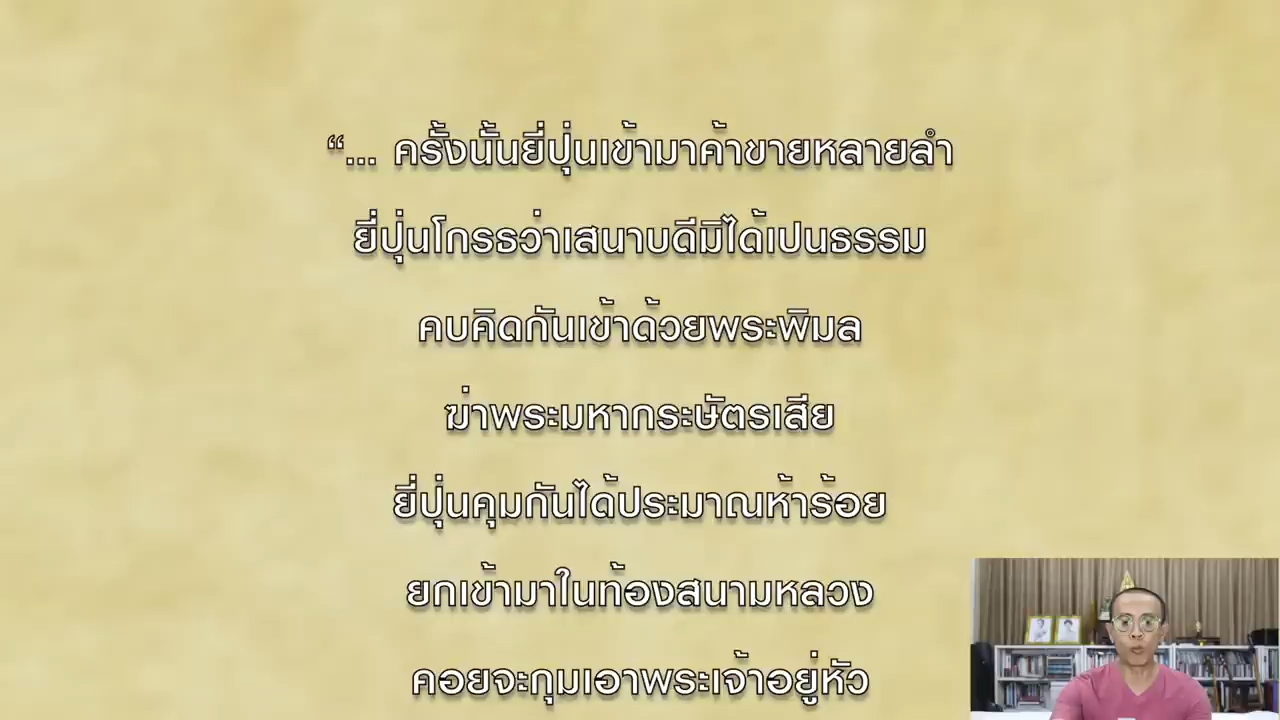 “... ครั้งนั้นยี่ปุ่นเข้ามาค้าขายหลายลำ
ยี่ปุ่นโกรธว่าเสนาบดีมิได้เปนธรรม
คบคิดกันเข้าด้วยพระพิมล
ฆ่าพระมหากระษัตรเสีย
ยี่ปุ่นคุมกันได้ประมาณห้าร้อย
ยกเข้ามาในท้องสนามหลวง
คอยจะกุมเอาพระเจ้าอยู่หัว